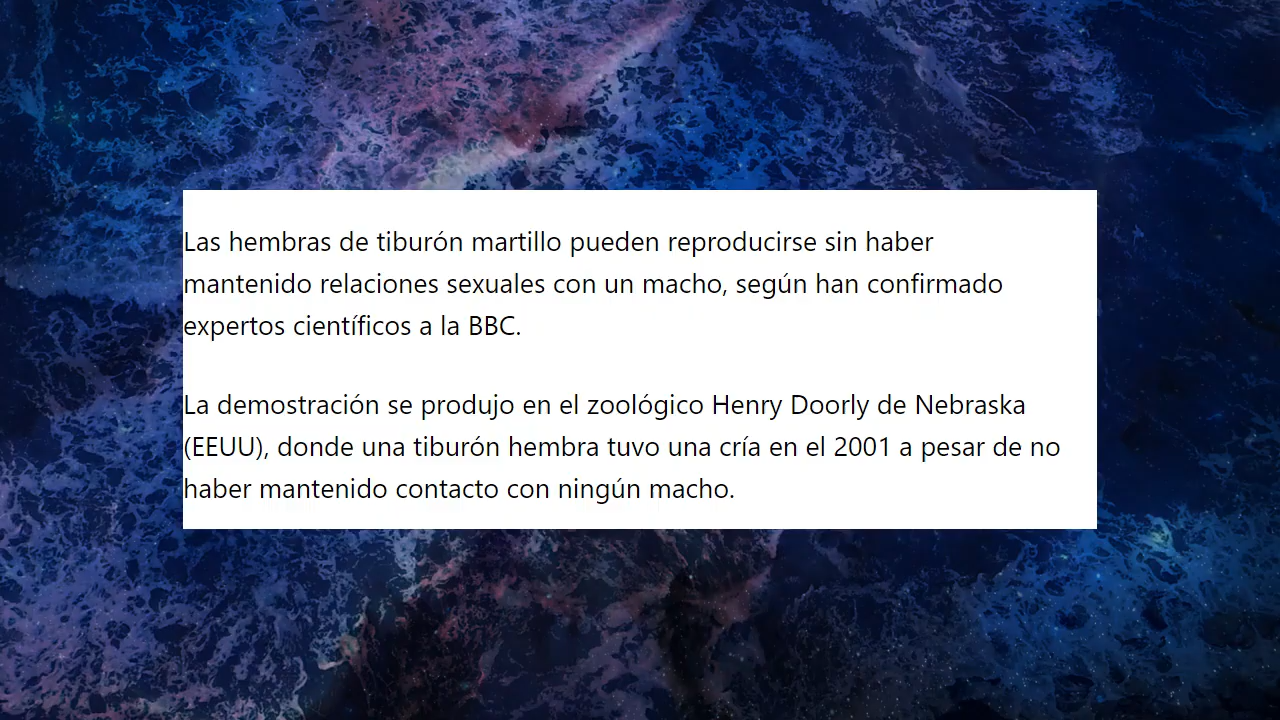 Las hembras de tiburón martillo pueden reproducirse sin haber
mantenido relaciones sexuales con un macho, según han confirmado
expertos científicos a la BBC.
La demostración se produjo en el zoológico Henry Doorly de Nebraska
(EEUU), donde una tiburón hembra tuvo una cría en el 2001 a pesar de no
haber mantenido contacto con ningún macho.